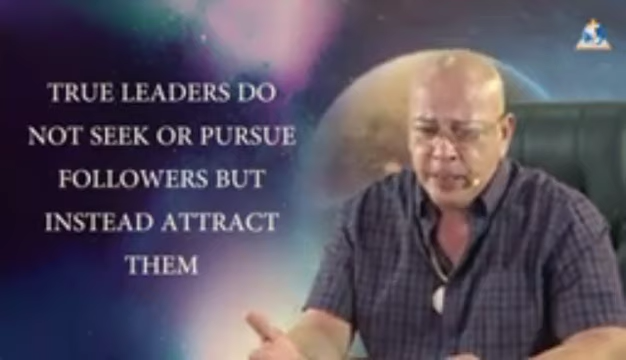 TRUE LEADERS DO
NOT SEEK OR PURSUE
FOLLOWERS BUT
INSTEAD ATTRACT
THEM